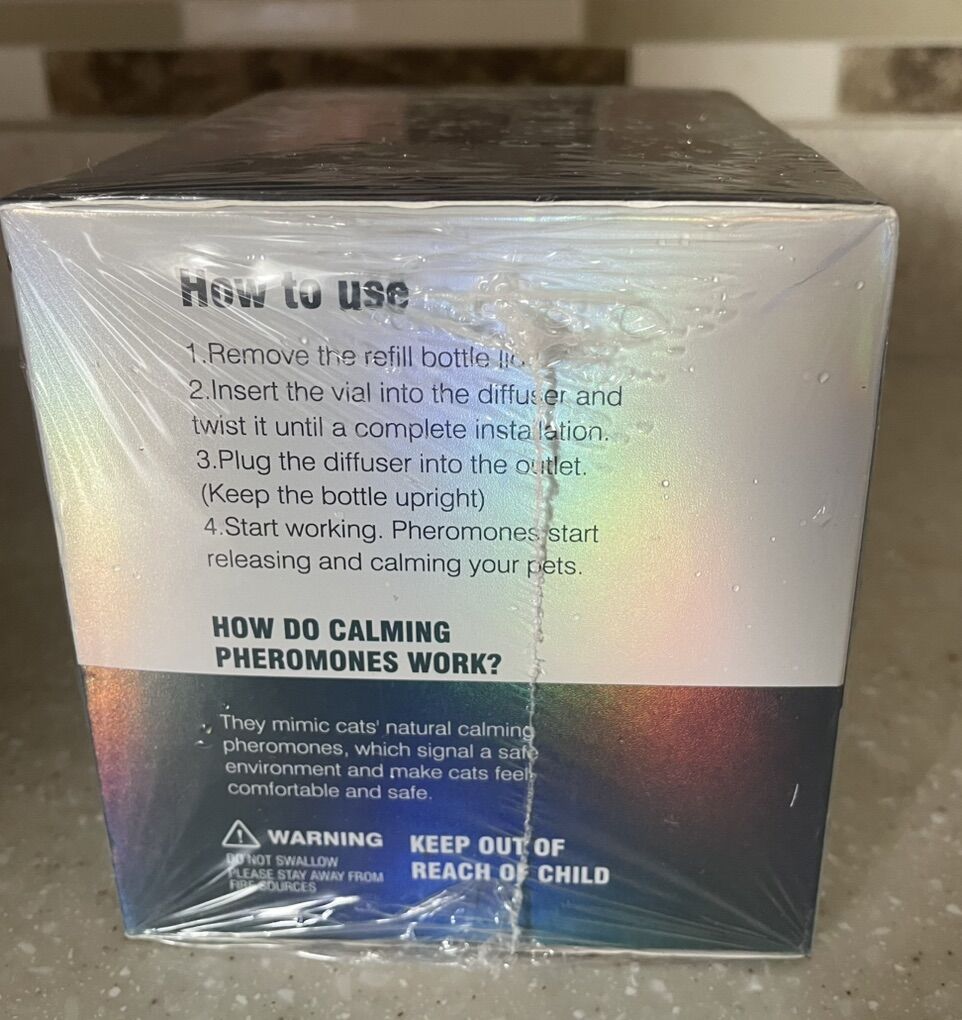 How to use
1.Remove the refill bottle
2.Insert the vial into the diffuser and
twist it until a complete installation.
3.Plug the diffuser into the outlet.
(Keep the bottle upright)
4.Start working. Pheromones start
releasing and calming your pets.
HOW DO CALMING
PHEROMONES WORK?
They mimic cats' natural calming
pheromones, which signal a safe
environment and make cats feel
comfortable and safe.
WARNING
DO NOT SWALLOW
PLEASE STAY AWAY FROM
FIRE SOURCES
KEEP OUT OF
REACH OF CHILD